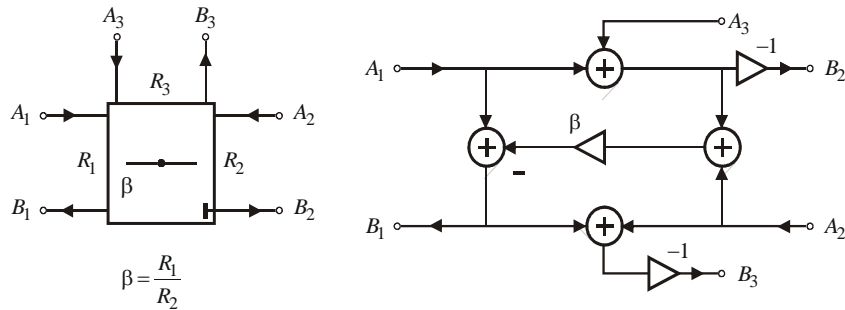 A3 B3
R3
A1 A2
R1 R2
β
B1 B2
β = R1
R2
A3
−1
A1 + B2
β
+ +
−
B1 + A2
−1
B3